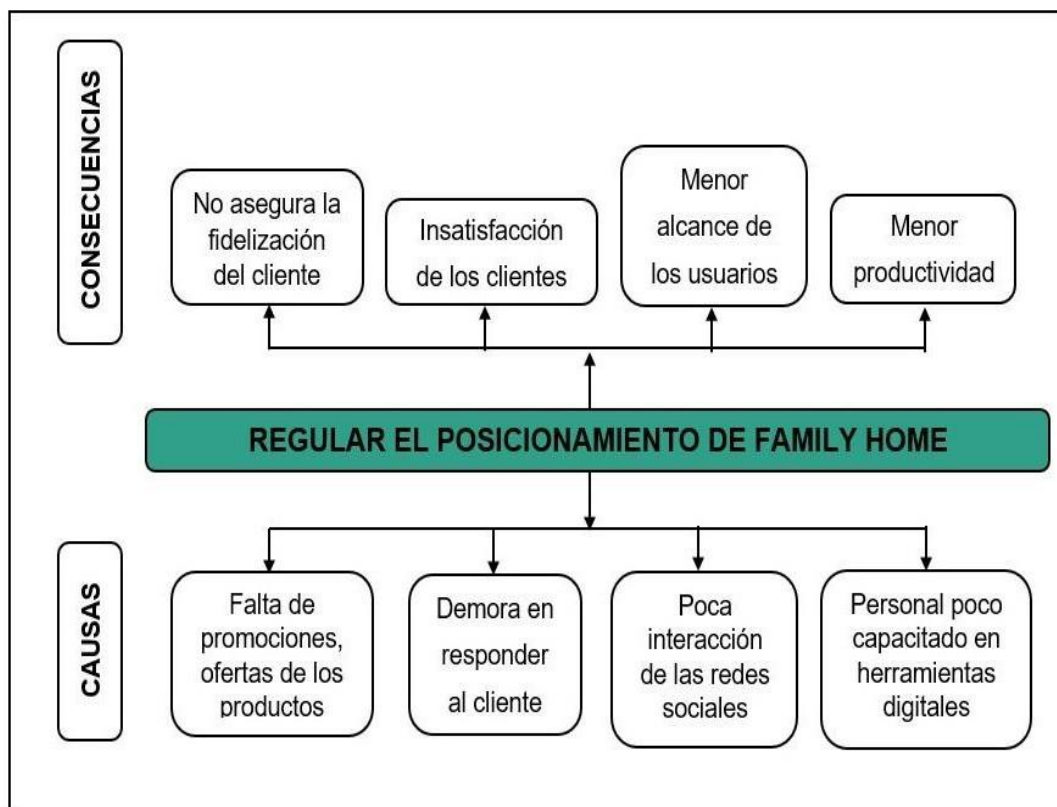 CONSECUENCIAS
No asegura la
fidelización
del cliente
Insatisfacción
de los clientes
Menor
alcance de
los usuarios
Menor
productividad
REGULAR EL POSICIONAMIENTO DE FAMILY HOME
CAUSAS
Falta de
promociones,
ofertas de los
productos
Demora en
responder
al cliente
Poca
interacción
de las redes
sociales
Personal poco
capacitado en
herramientas
digitales